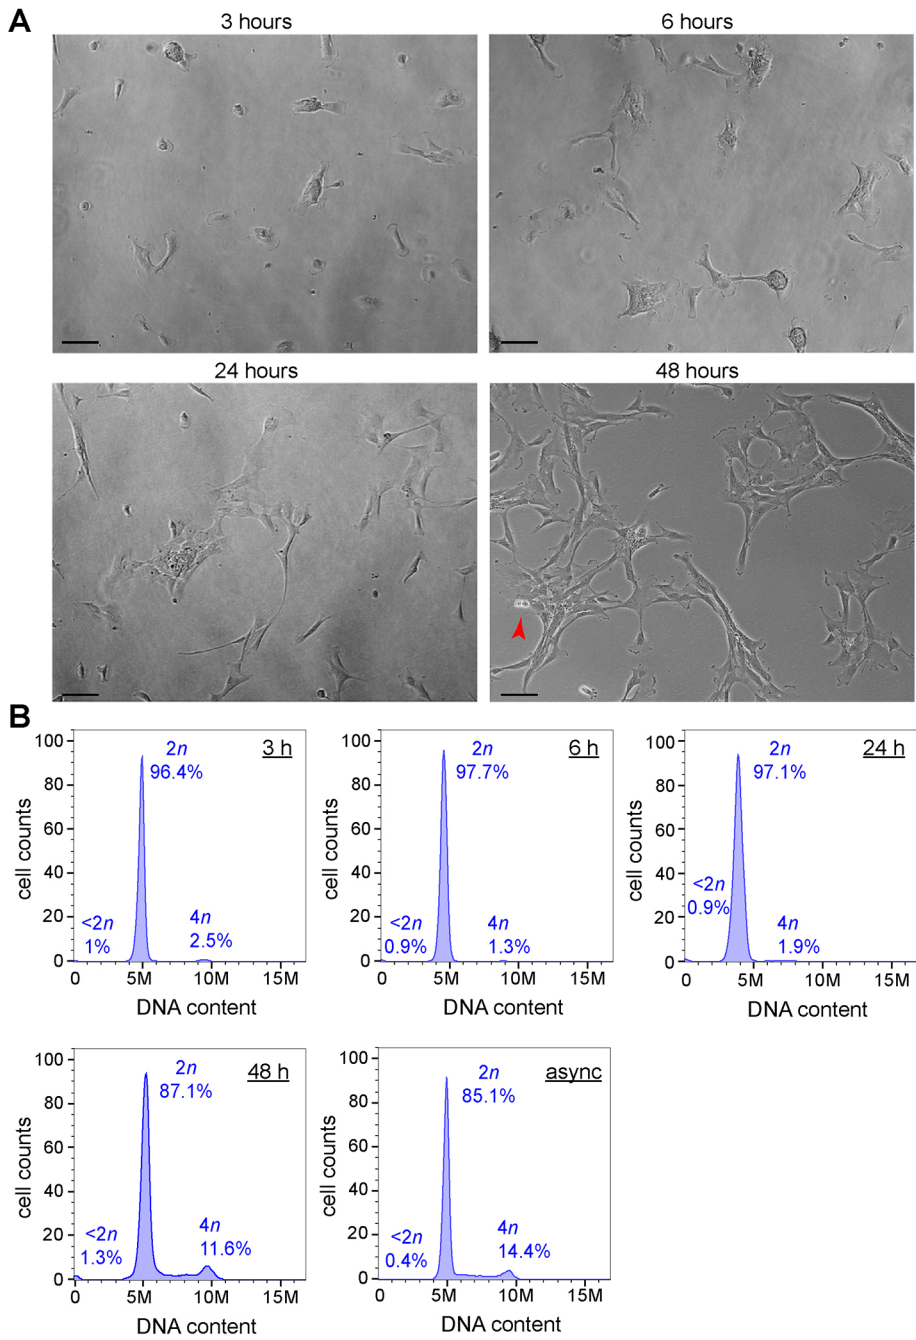 A
3 hours
6 hours
24 hours
48 hours
B
100
80
60
40
20
0
cell counts
2n
96.4%
3 h
<2n
1%
4n
2.5%
0
5M
10M
15M
DNA content
100
80
60
40
20
0
cell counts
2n
97.7%
6 h
<2n
0.9%
4n
1.3%
0
5M
10M
15M
DNA content
100
80
60
40
20
0
cell counts
2n
97.1%
24 h
<2n
0.9%
4n
1.9%
0
5M
10M
15M
DNA content
100
80
60
40
20
0
cell counts
2n
87.1%
48 h
<2n
1.3%
4n
11.6%
0
5M
10M
15M
DNA content
100
80
60
40
20
0
cell counts
2n
85.1%
async
<2n
0.4%
4n
14.4%
0
5M
10M
15M
DNA content